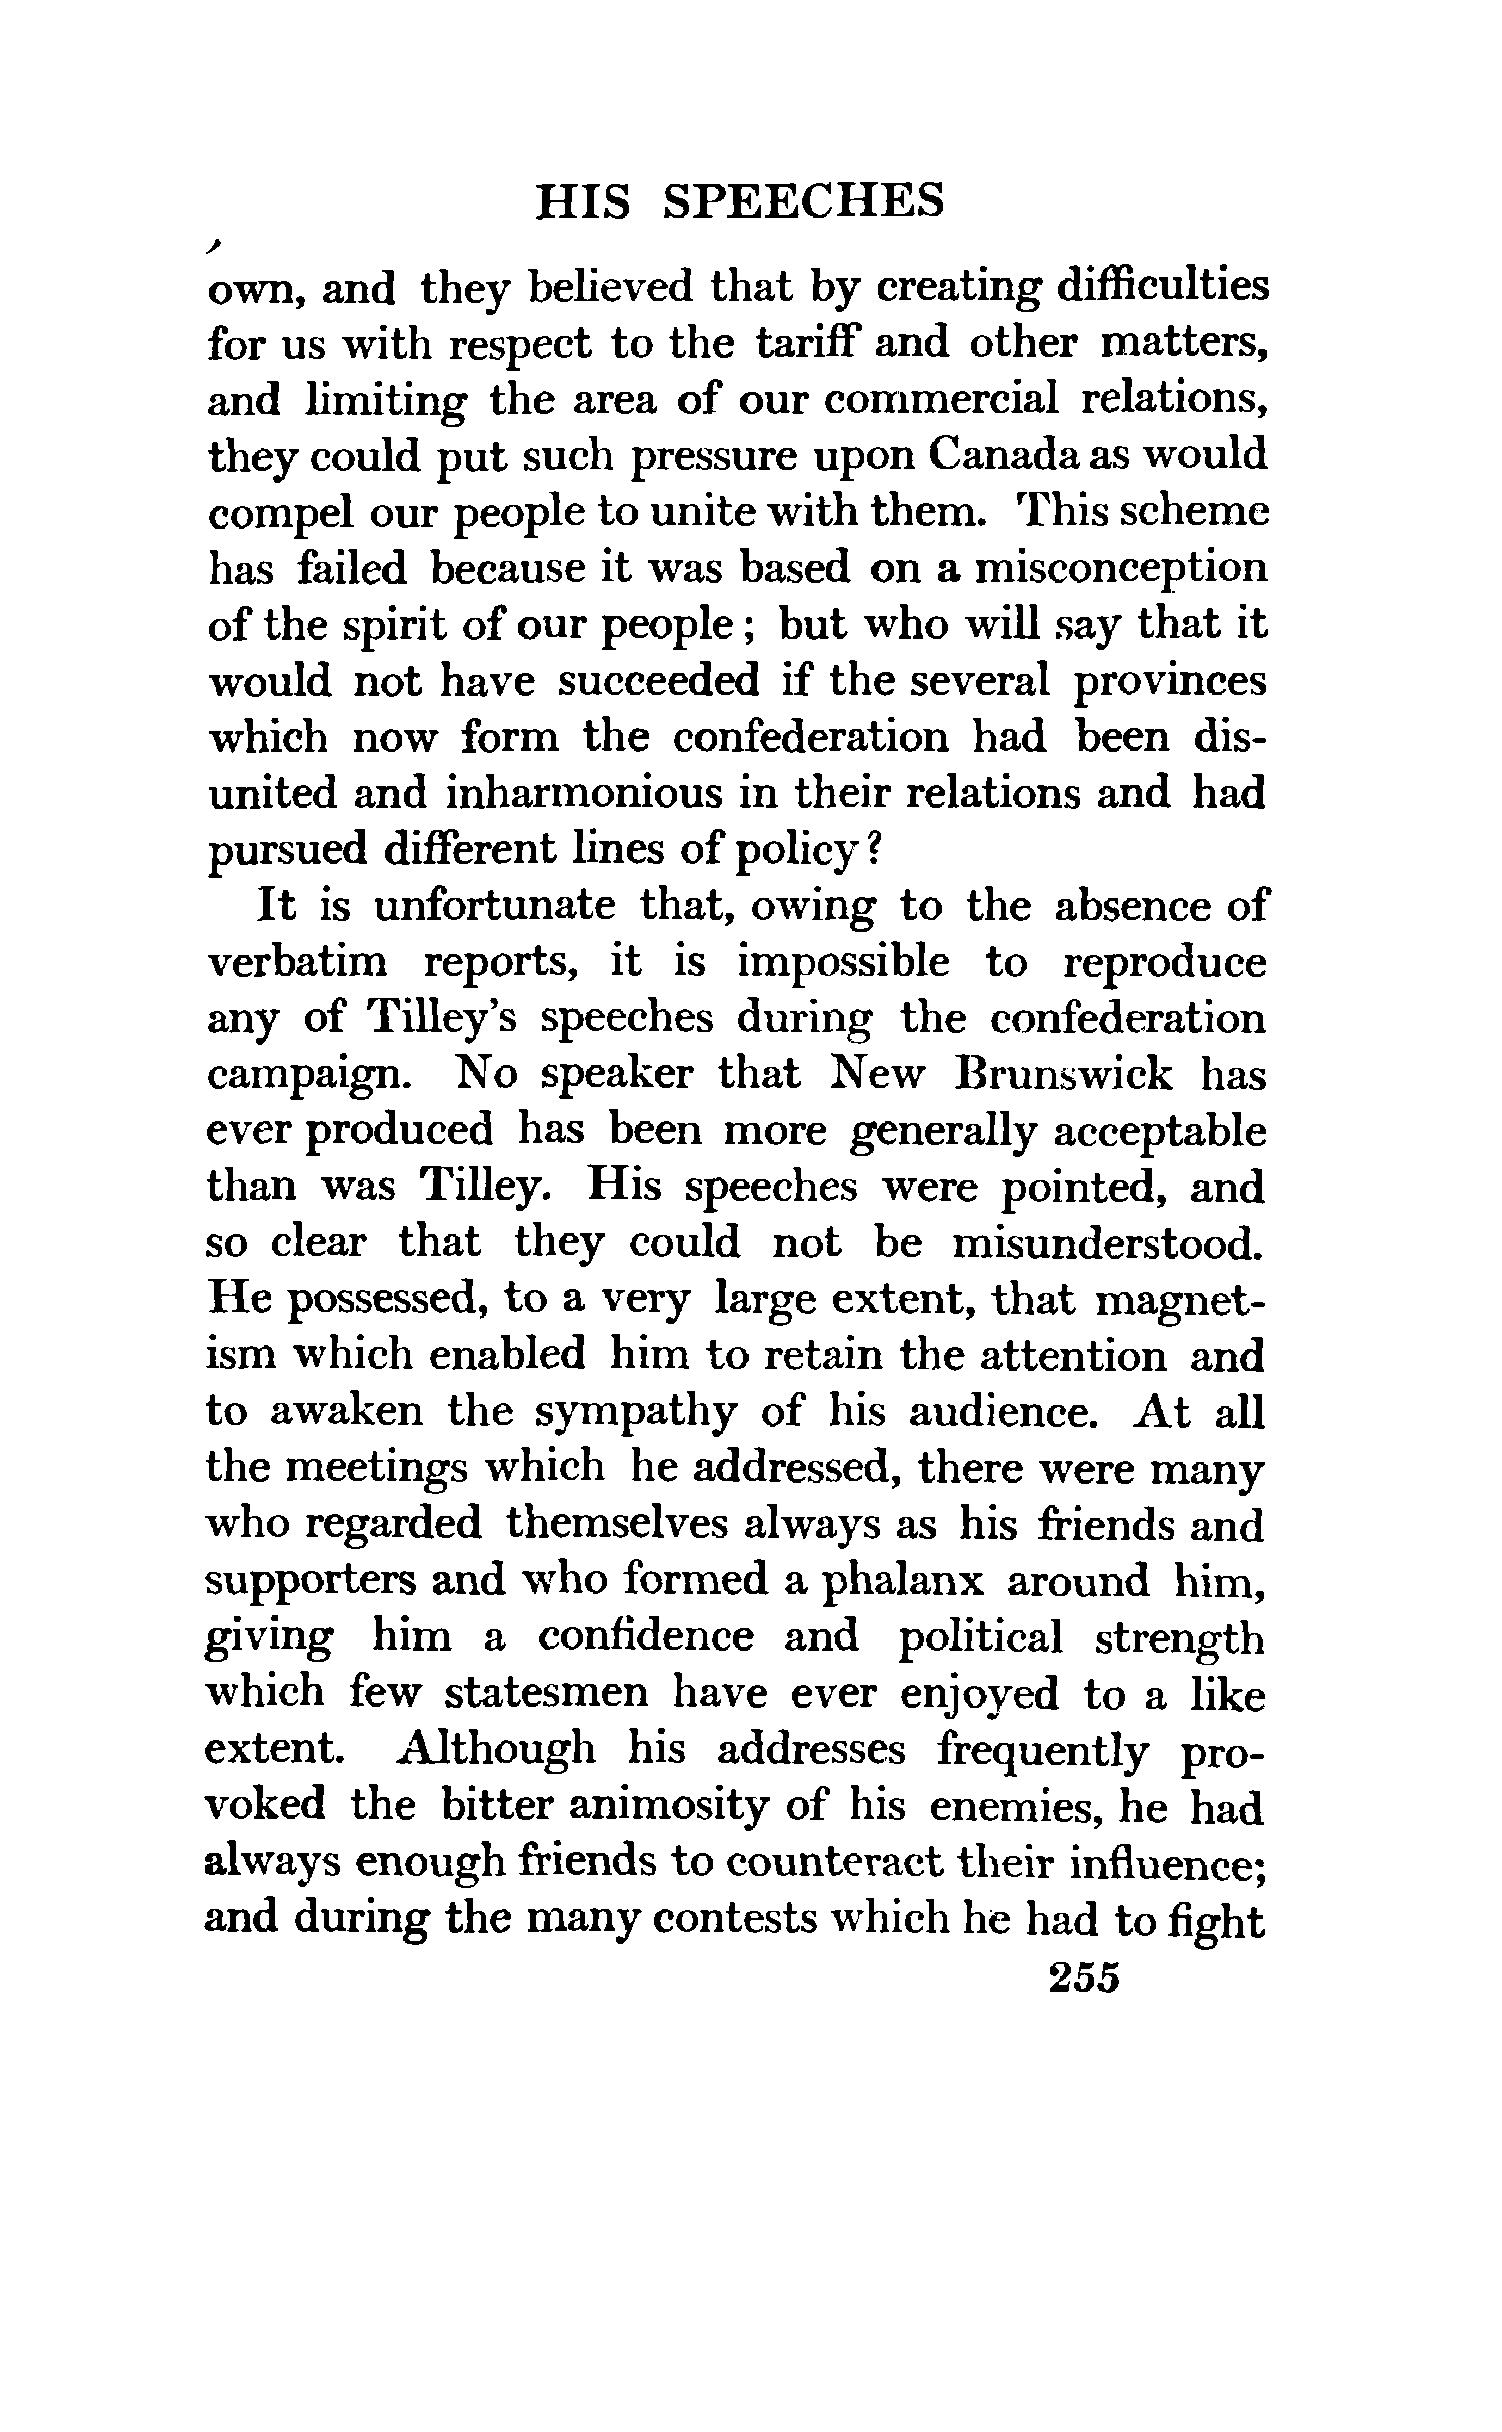 HIS SPEECHES
own, and they believed that by creating difficulties
for us with respect to the tariff and other matters,
and limiting the area of our commercial relations,
they could put such pressure upon Canada as would
compel our people to unite with them. This scheme
has failed because it was based on a misconception
of the spirit of our people ; but who will say that it
would not have succeeded if the several provinces
which now form the confederation had been dis-
united and inharmonious in their relations and had
pursued different lines of policy ?
It is unfortunate that, owing to the absence of
verbatim reports, it is impossible to reproduce
any of Tilley's speeches during the confederation
campaign. No speaker that New Brunswick has
ever produced has been more generally acceptable
than was Tilley. His speeches were pointed, and
so clear that they could not be misunderstood.
He possessed, to a very large extent, that magnet-
ism which enabled him to retain the attention and
to awaken the sympathy of his audience. At all
the meetings which he addressed, there were many
who regarded themselves always as his friends and
supporters and who formed a phalanx around him,
giving him a confidence and political strength
which few statesmen have ever enjoyed to a like
extent. Although his addresses frequently pro-
voked the bitter animosity of his enemies, he had
always enough friends to counteract their influence;
and during the many contests which he had to fight
255